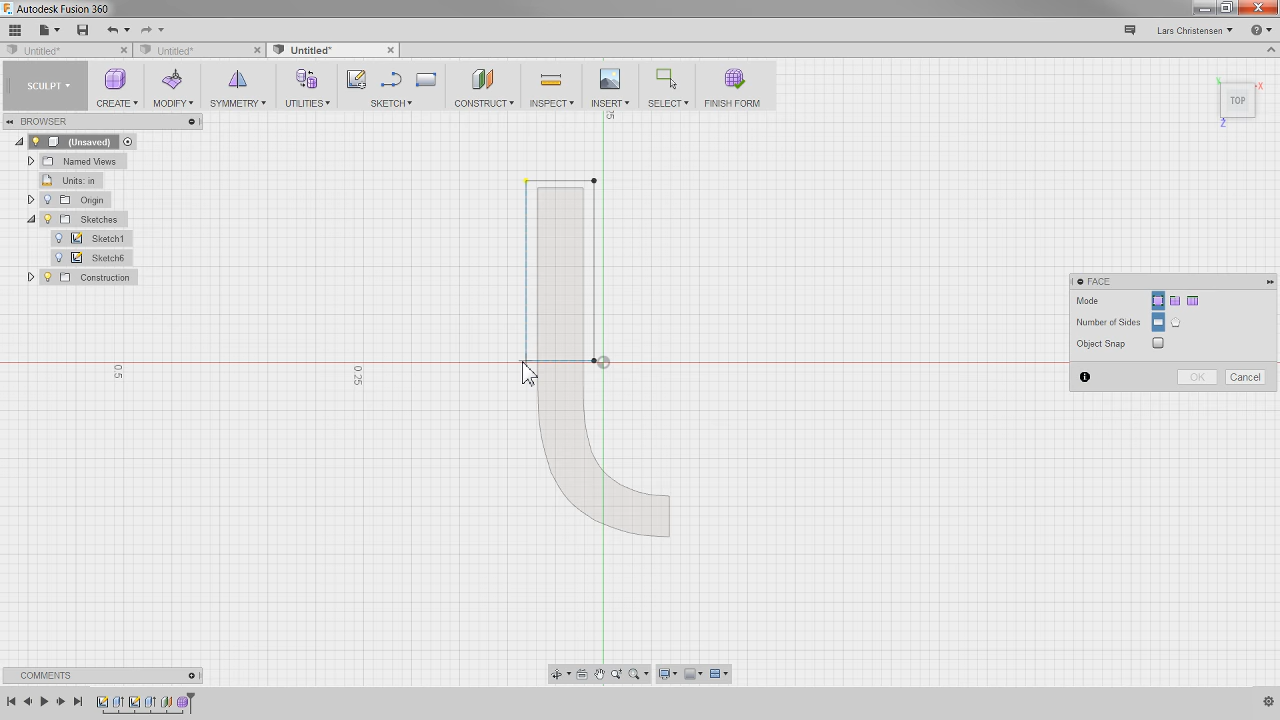 Autodesk Fusion 360
Lars Christensen
Untitled*
Untitled*
Untitled*
SCULPT
CREATE
MODIFY
SYMMETRY
UTILITIES
SKETCH
CONSTRUCT
INSPECT
INSERT
SELECT
FINISH FORM
BROWSER
(Unsaved)
Named Views
Units: in
Origin
Sketches
Sketch1
Sketch6
Construction
75
0.5
0.25
X
TOP
Z
FACE
Mode
Number of Sides
Object Snap
OK
Cancel
COMMENTS